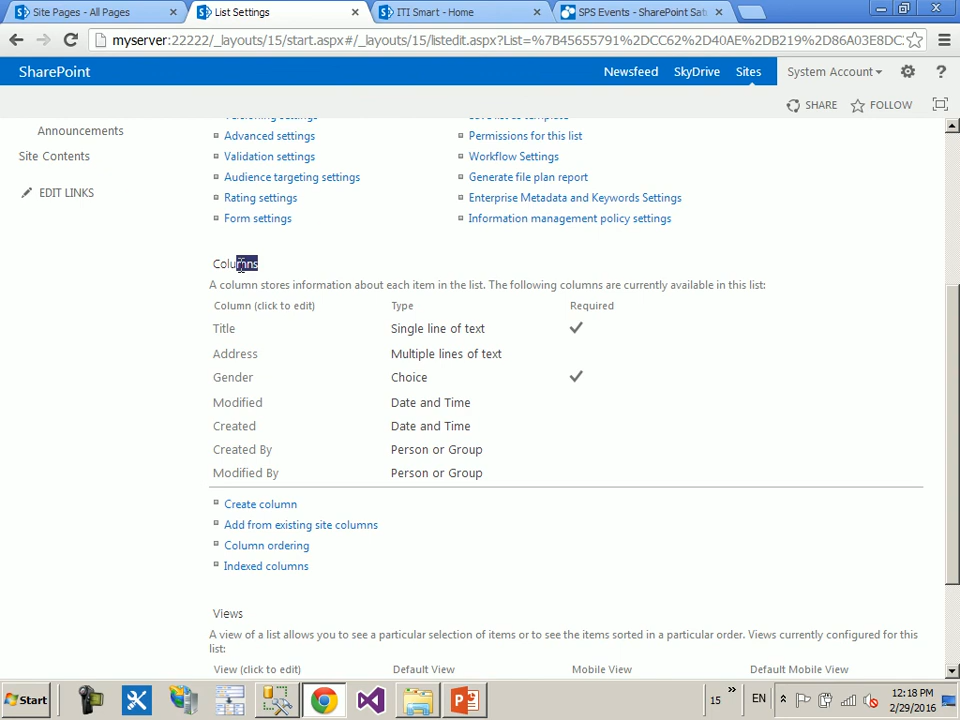 Site Pages - All Pages
List Settings
ITI Smart - Home
SPS Events - SharePoint Sat
myserver:22222/_layouts/15/start.aspx#/_layouts/15/listedit.aspx?List=%7B45655791%2DCC62%2D40AE%2DB219%2D86A03E8DC
SharePoint
Newsfeed SkyDrive Sites System Account ?
SHARE FOLLOW
Announcements
Site Contents
EDIT LINKS
Advanced settings
Validation settings
Audience targeting settings
Rating settings
Form settings
Permissions for this list
Workflow Settings
Generate file plan report
Enterprise Metadata and Keywords Settings
Information management policy settings
Columns
A column stores information about each item in the list. The following columns are currently available in this list:
Column (click to edit) Type Required
Title Single line of text
Address Multiple lines of text
Gender Choice
Modified Date and Time
Created Date and Time
Created By Person or Group
Modified By Person or Group
Create column
Add from existing site columns
Column ordering
Indexed columns
Views
A view of a list allows you to see a particular selection of items or to see the items sorted in a particular order. Views currently configured for this
list:
View (click to edit) Default View Mobile View Default Mobile View
Start
15 » EN
12:18 PM
2/29/2016